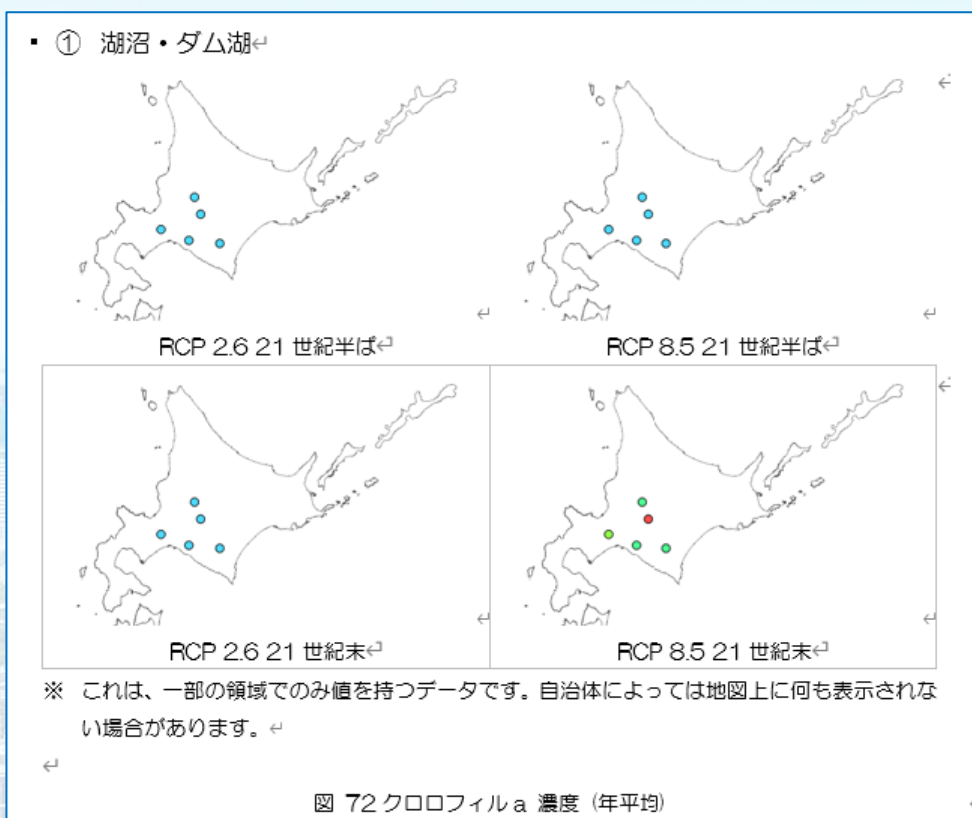 ▪ ① 湖沼・ダム湖↵
↵
↵
↵
RCP 2.6 21 世紀半ば↵
RCP 8.5 21 世紀半ば↵
↵
↵
↵
RCP 2.6 21 世紀末↵
RCP 8.5 21 世紀末↵
※ これは、一部の領域でのみ値を持つデータです。自治体によっては地図上に何も表示されな
い場合があります。↵
↵
図 72 クロロフィル a 濃度（年平均）